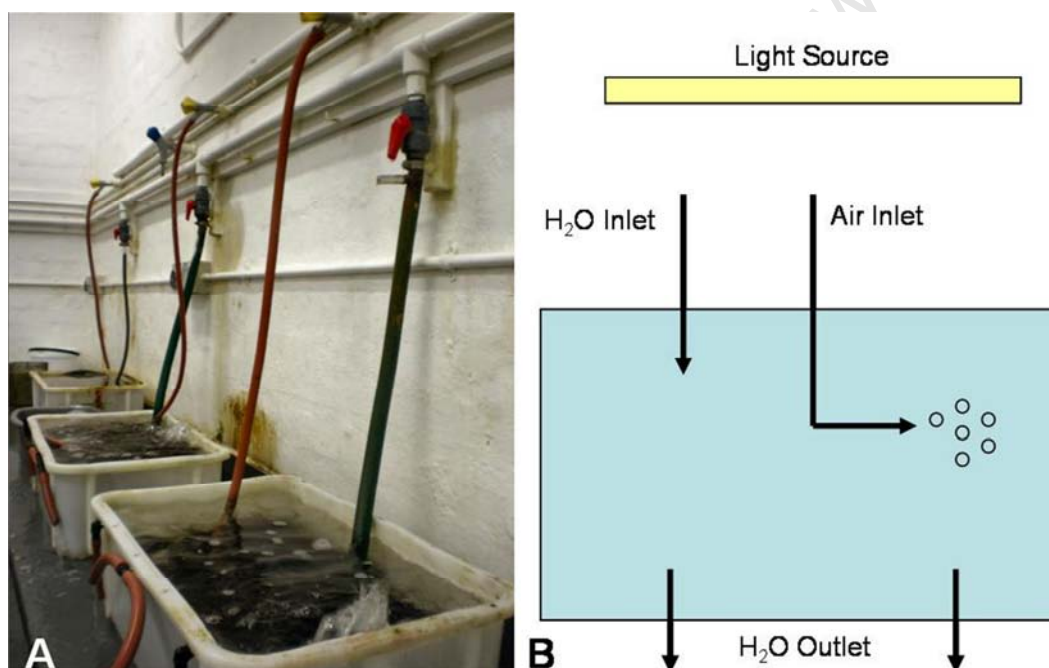 Light Source
H₂O Inlet
Air Inlet
A
B
H₂O Outlet